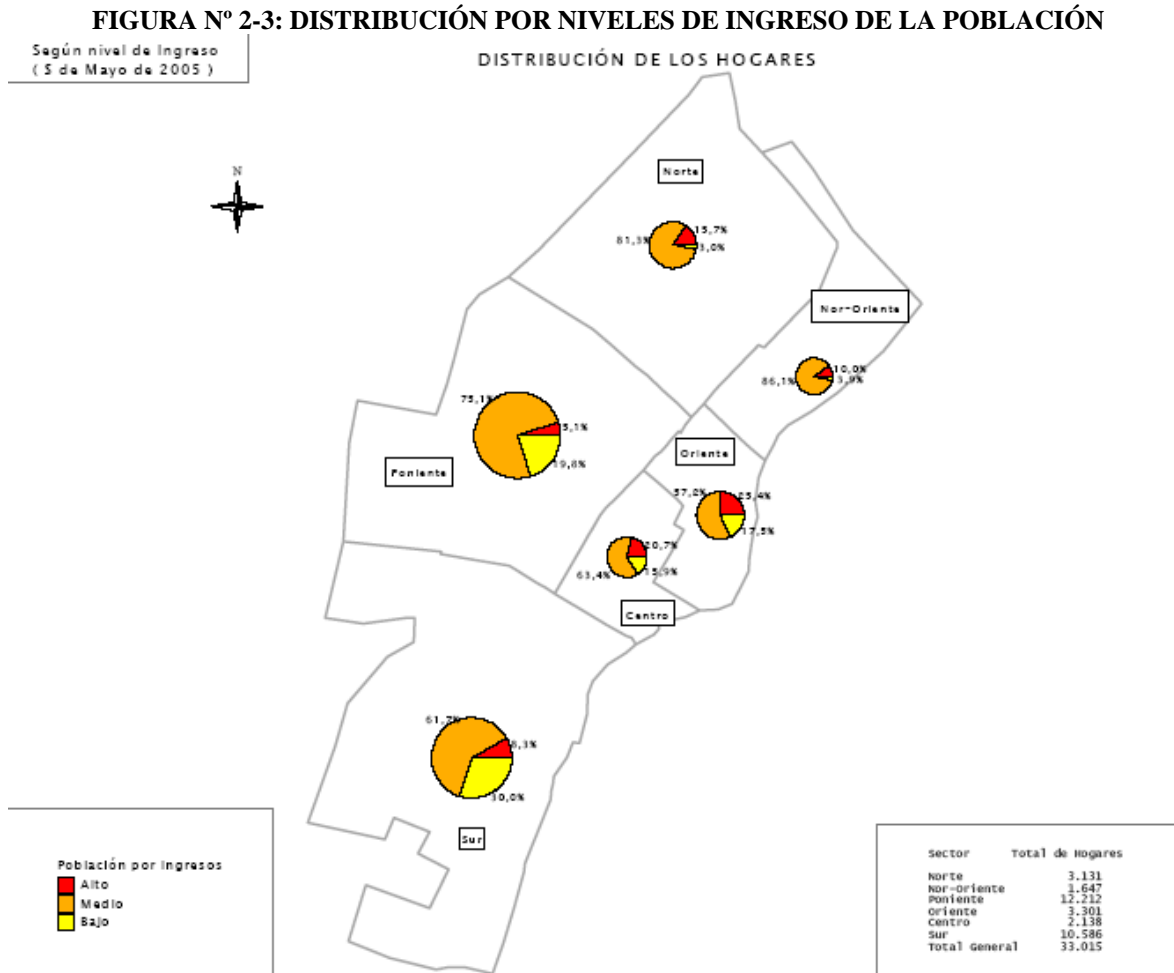 FIGURA Nº 2-3: DISTRIBUCIÓN POR NIVELES DE INGRESO DE LA POBLACIÓN
Según nivel de Ingreso
( 5 de Mayo de 2005 )
DISTRIBUCIÓN DE LOS HOGARES
N
Norte
81,3% 15,7%
3,0%
Nor-Oriente
86,1% 10,0%
3,9%
75,1% 5,1%
19,8%
Poniente
Oriente
57,2% 25,4%
17,5%
63,4% 20,7%
15,9%
Centro
61,7% 8,3%
30,0%
Sur
Población por Ingresos
Alto
Medio
Bajo
Sector Total de Hogares
Norte 3.131
Nor-Oriente 1.647
Poniente 12.212
Oriente 3.301
Centro 2.138
Sur 10.586
Total General 33.015